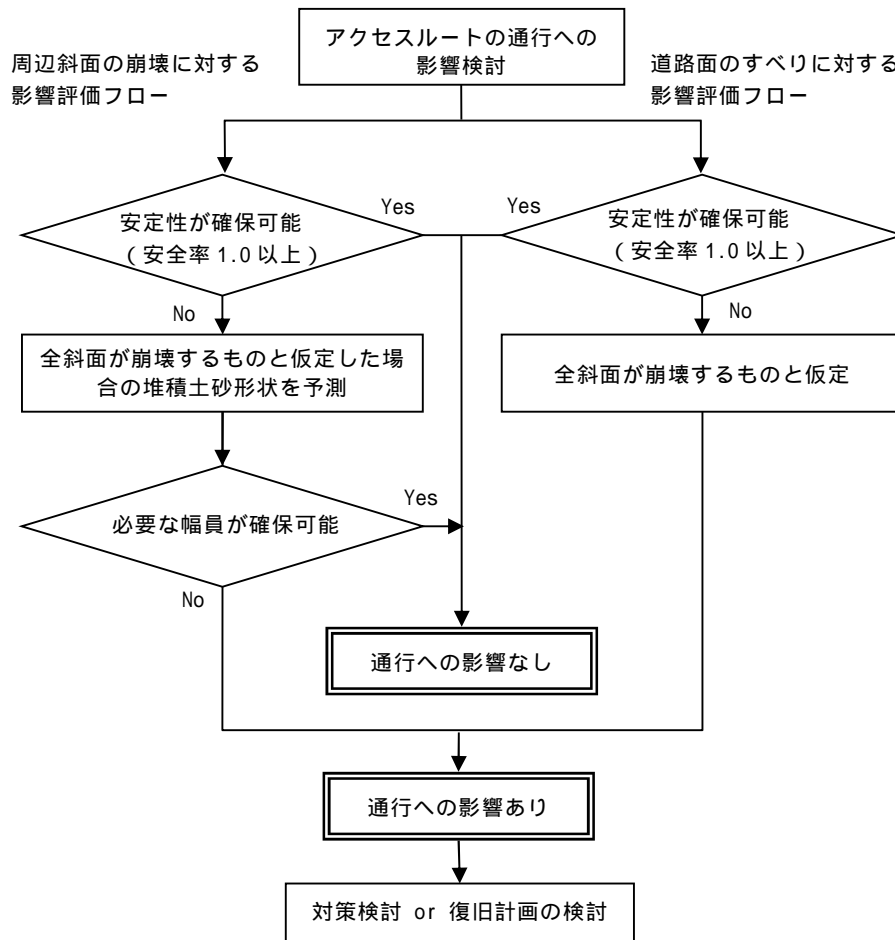 アクセスルートの通行への
影響検討
周辺斜面の崩壊に対する
影響評価フロー
道路面のすべりに対する
影響評価フロー
安定性が確保可能
(安全率1.0以上)
Yes
Yes
安定性が確保可能
(安全率1.0以上)
No
No
全斜面が崩壊するものと仮定した場
合の堆積土砂形状を予測
全斜面が崩壊するものと仮定
必要な幅員が確保可能
Yes
No
通行への影響なし
通行への影響あり
対策検討 or 復旧計画の検討